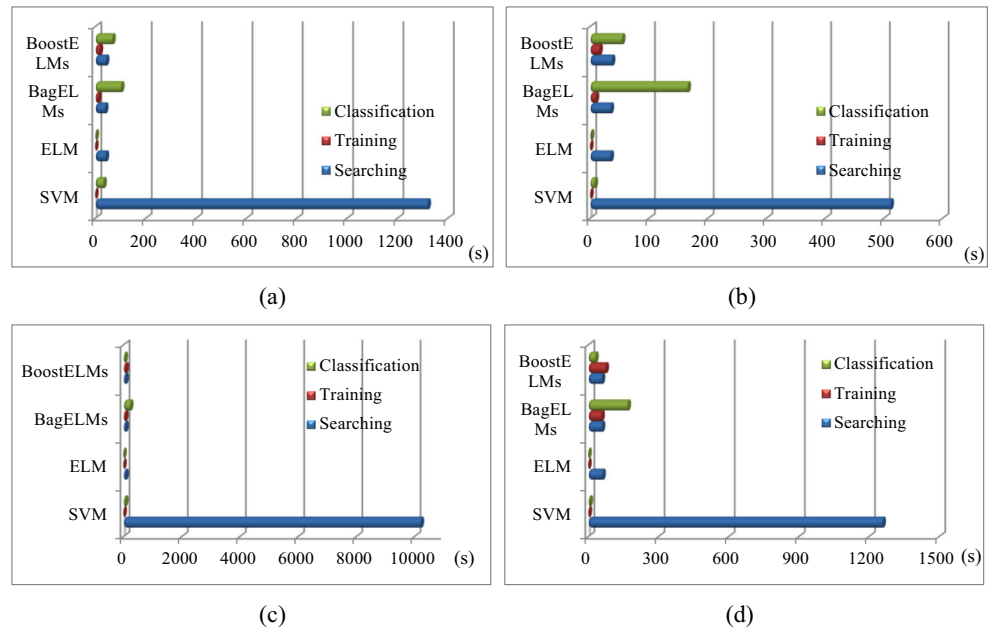 BoostE
LMs
BagEL
Ms
ELM
SVM
Classification
Training
Searching
0 200 400 600 800 1000 1200 1400
(s)
(a)
BoostE
LMs
BagEL
Ms
ELM
SVM
Classification
Training
Searching
0 100 200 300 400 500 600
(s)
(b)
BoostELMs
BagELMs
ELM
SVM
Classification
Training
Searching
0 2000 4000 6000 8000 10000 (s)
(c)
BoostE
LMs
BagEL
Ms
ELM
SVM
Classification
Training
Searching
0 300 600 900 1200 1500 (s)
(d)